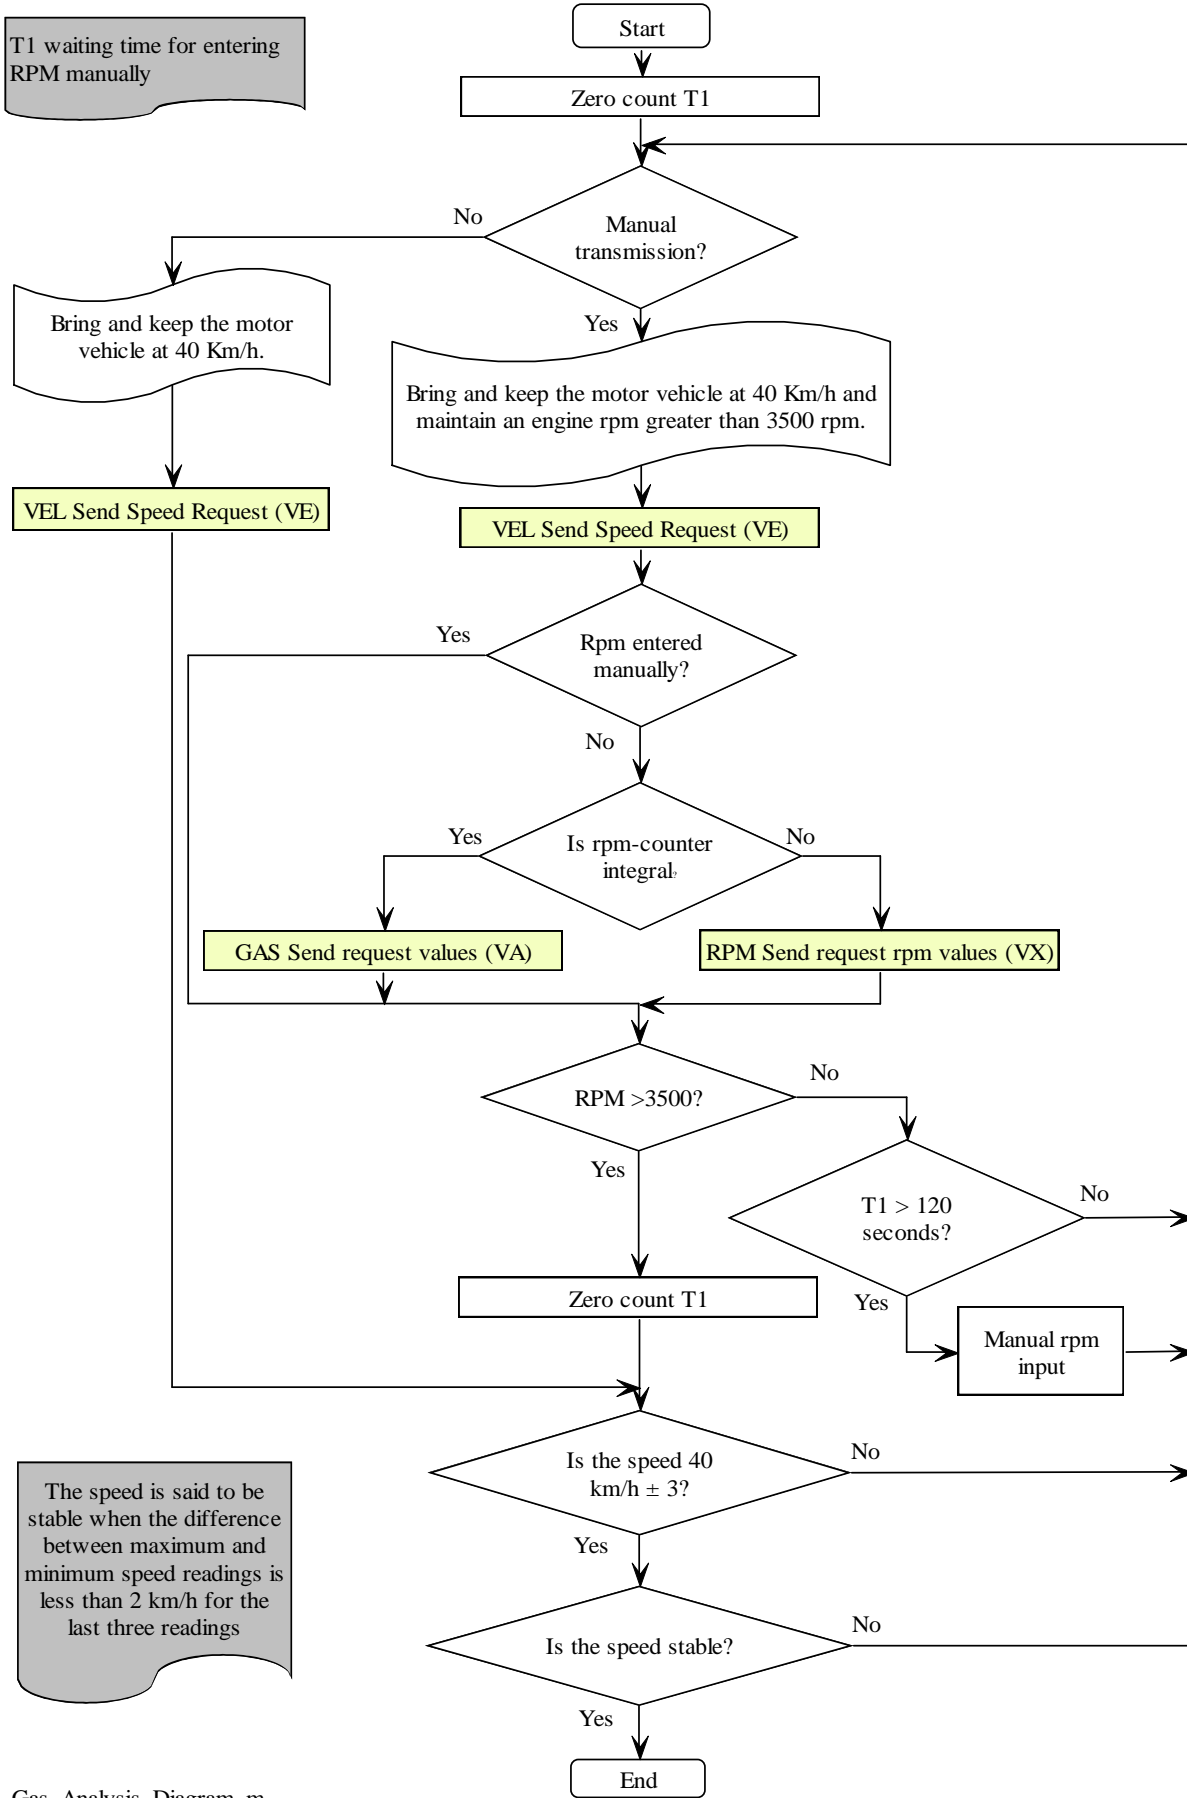 Start
T1 waiting time for entering
RPM manually
Zero count T1
No
Manual
transmission?
Yes
Bring and keep the motor
vehicle at 40 Km/h.
Bring and keep the motor vehicle at 40 Km/h and
maintain an engine rpm greater than 3500 rpm.
VEL Send Speed Request (VE)
VEL Send Speed Request (VE)
Yes
Rpm entered
manually?
No
Yes
Is rpm-counter
integral?
No
GAS Send request values (VA)
RPM Send request rpm values (VX)
RPM >3500?
No
Yes
T1 > 120
seconds?
No
Yes
Zero count T1
Manual rpm
input
Is the speed 40
km/h ± 3?
No
Yes
The speed is said to be
stable when the difference
between maximum and
minimum speed readings is
less than 2 km/h for the
last three readings
Is the speed stable?
No
Yes
End
Gas Analysis Diagram m